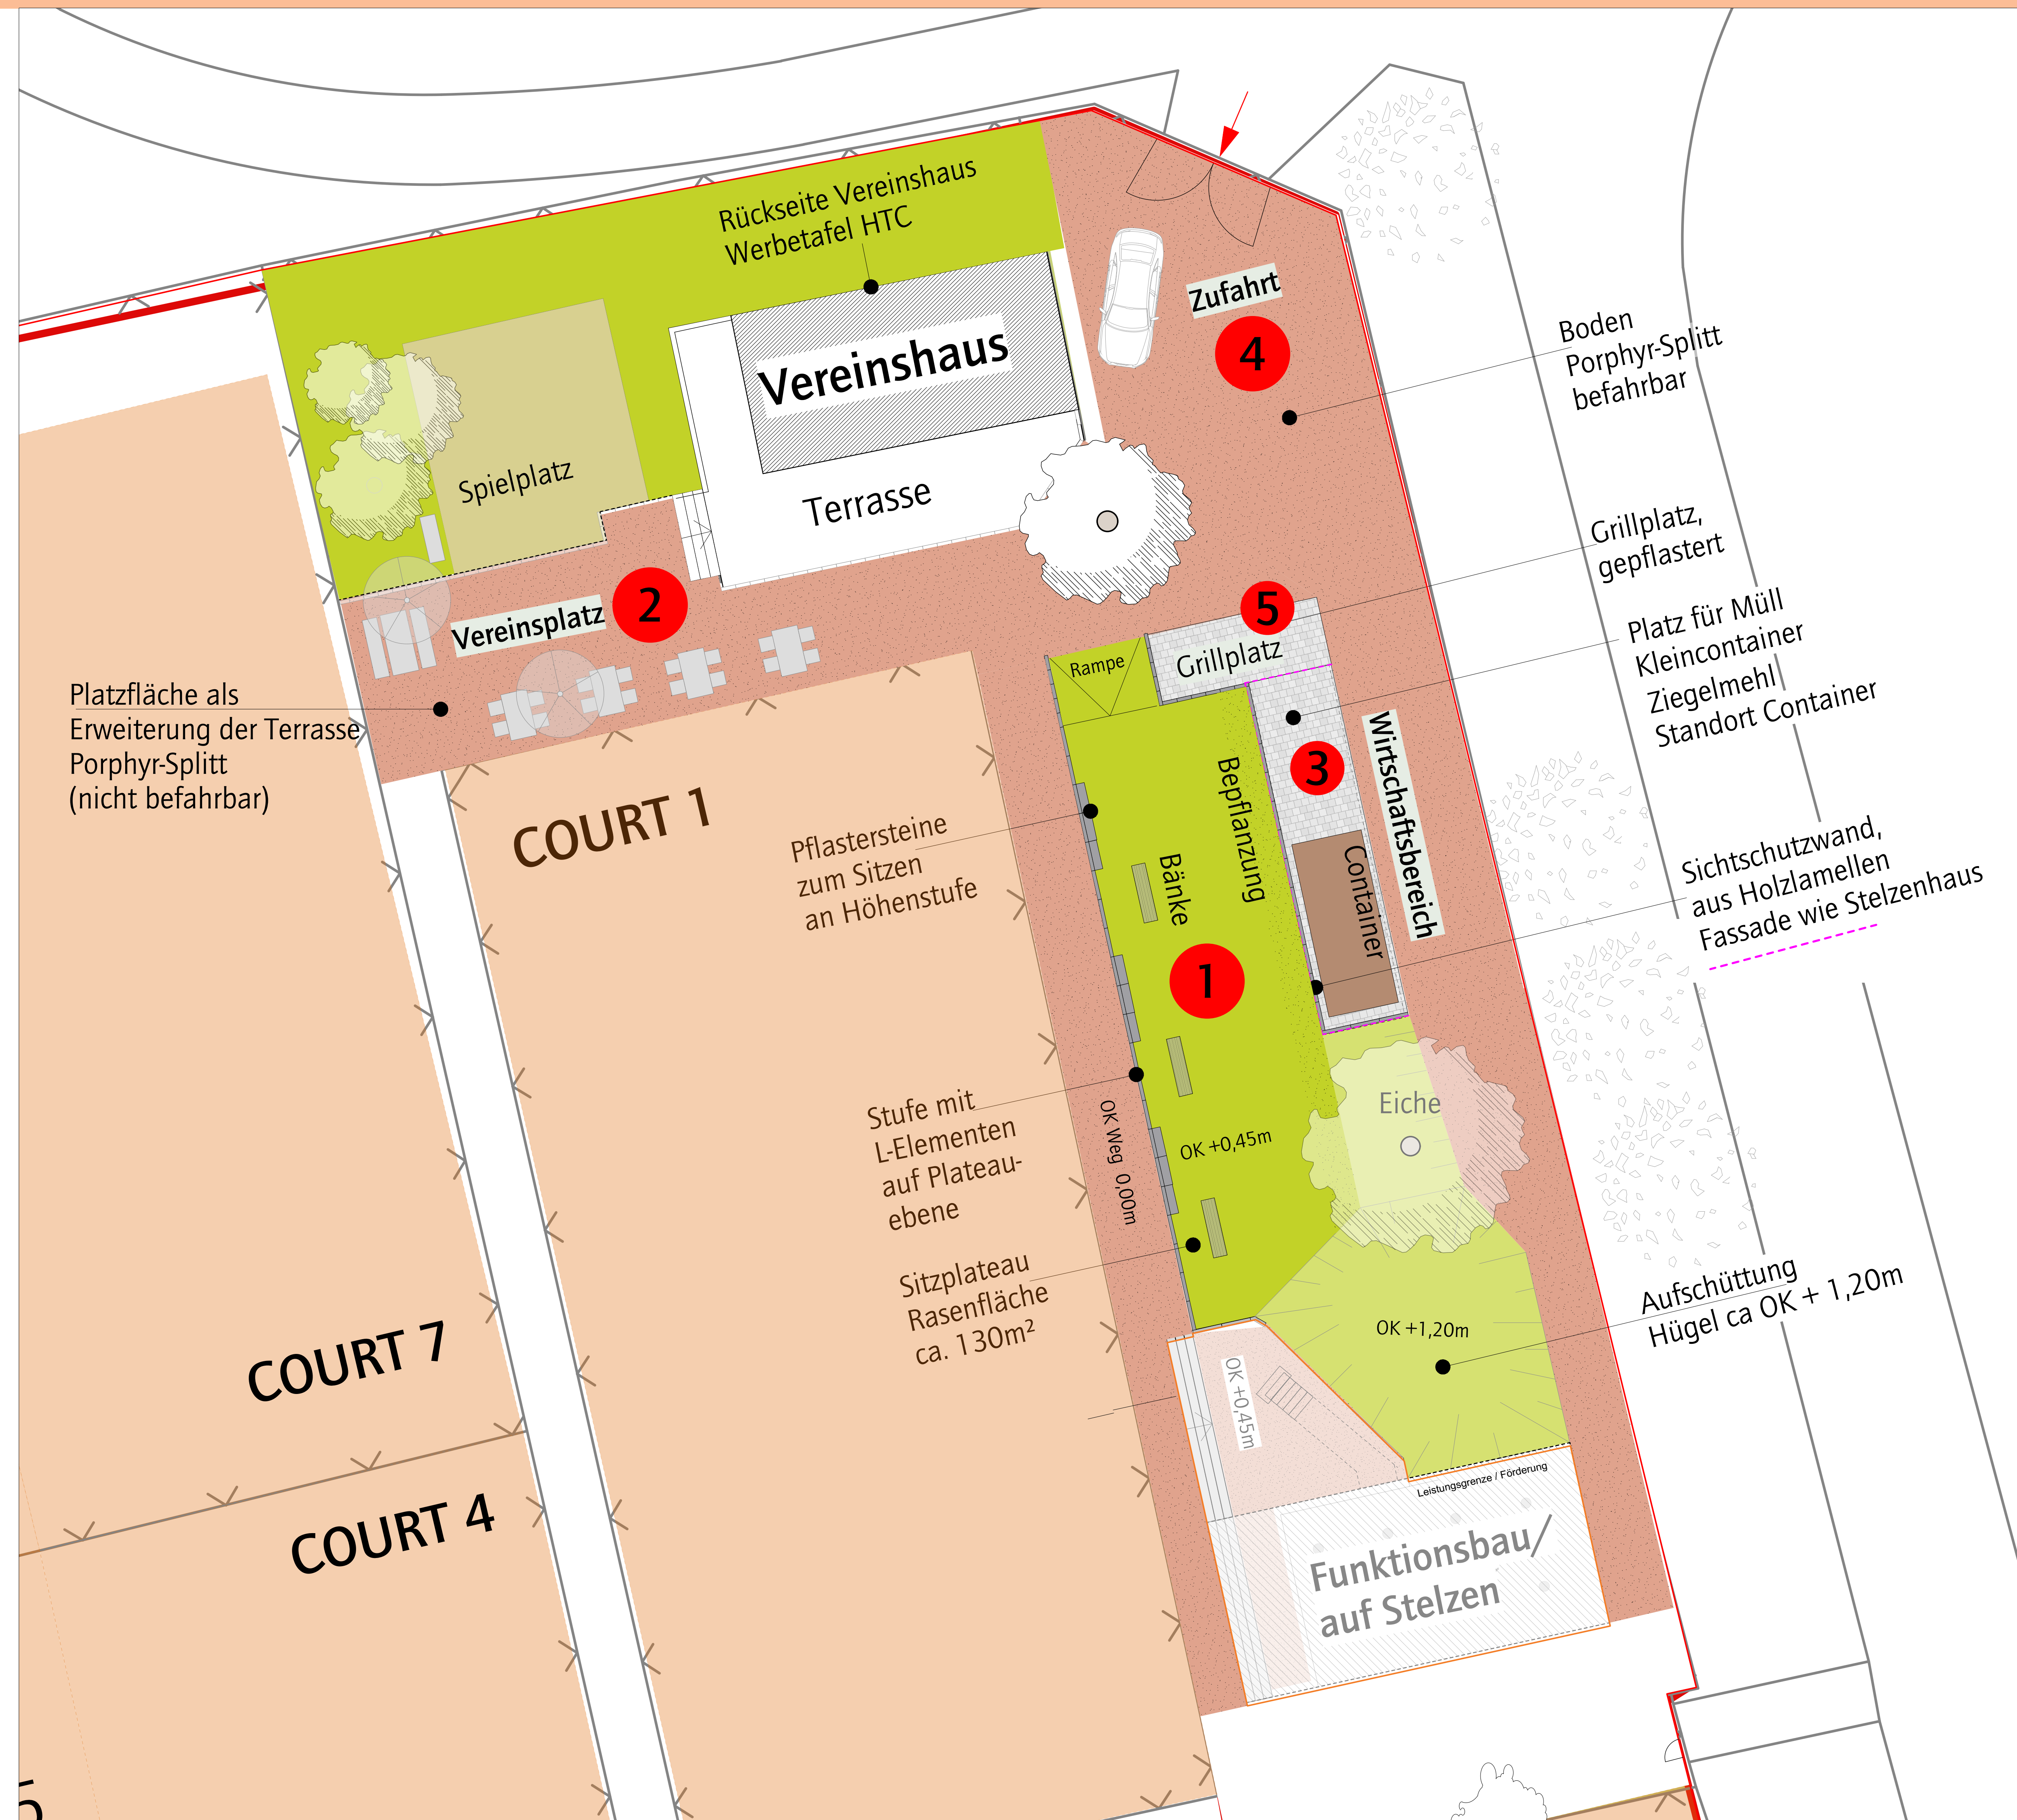 Rückseite Vereinshaus
Werbetafel HTC
Vereinshaus
Zufahrt
4
Boden
Porphyr-Splitt
befahrbar
Spielplatz
Terrasse
Grillplatz,
gepflastert
Vereinsplatz
2
5
Grillplatz
Rampe
Platz für Müll
Kleincontainer
Ziegelmehl
Standort Container
Platzfläche als
Erweiterung der Terrasse
Porphyr-Splitt
(nicht befahrbar)
COURT 1
3
Wirtschaftsbereich
Bepflanzung
Bänke
Container
Pflastersteine
zum Sitzen
an Höhenstufe
Sichtschutzwand,
aus Holzlamellen
Fassade wie Stelzenhaus
1
Stufe mit
L-Elementen
auf Plateau-
ebene
OK Weg 0,00m
OK +0,45m
Eiche
Sitzplateau
Rasenfläche
ca. 130m²
Aufschüttung
Hügel ca OK + 1,20m
OK +1,20m
OK +0,45m
COURT 7
COURT 4
Leistungsgrenze / Förderung
Funktionsbau/
auf Stelzen
5